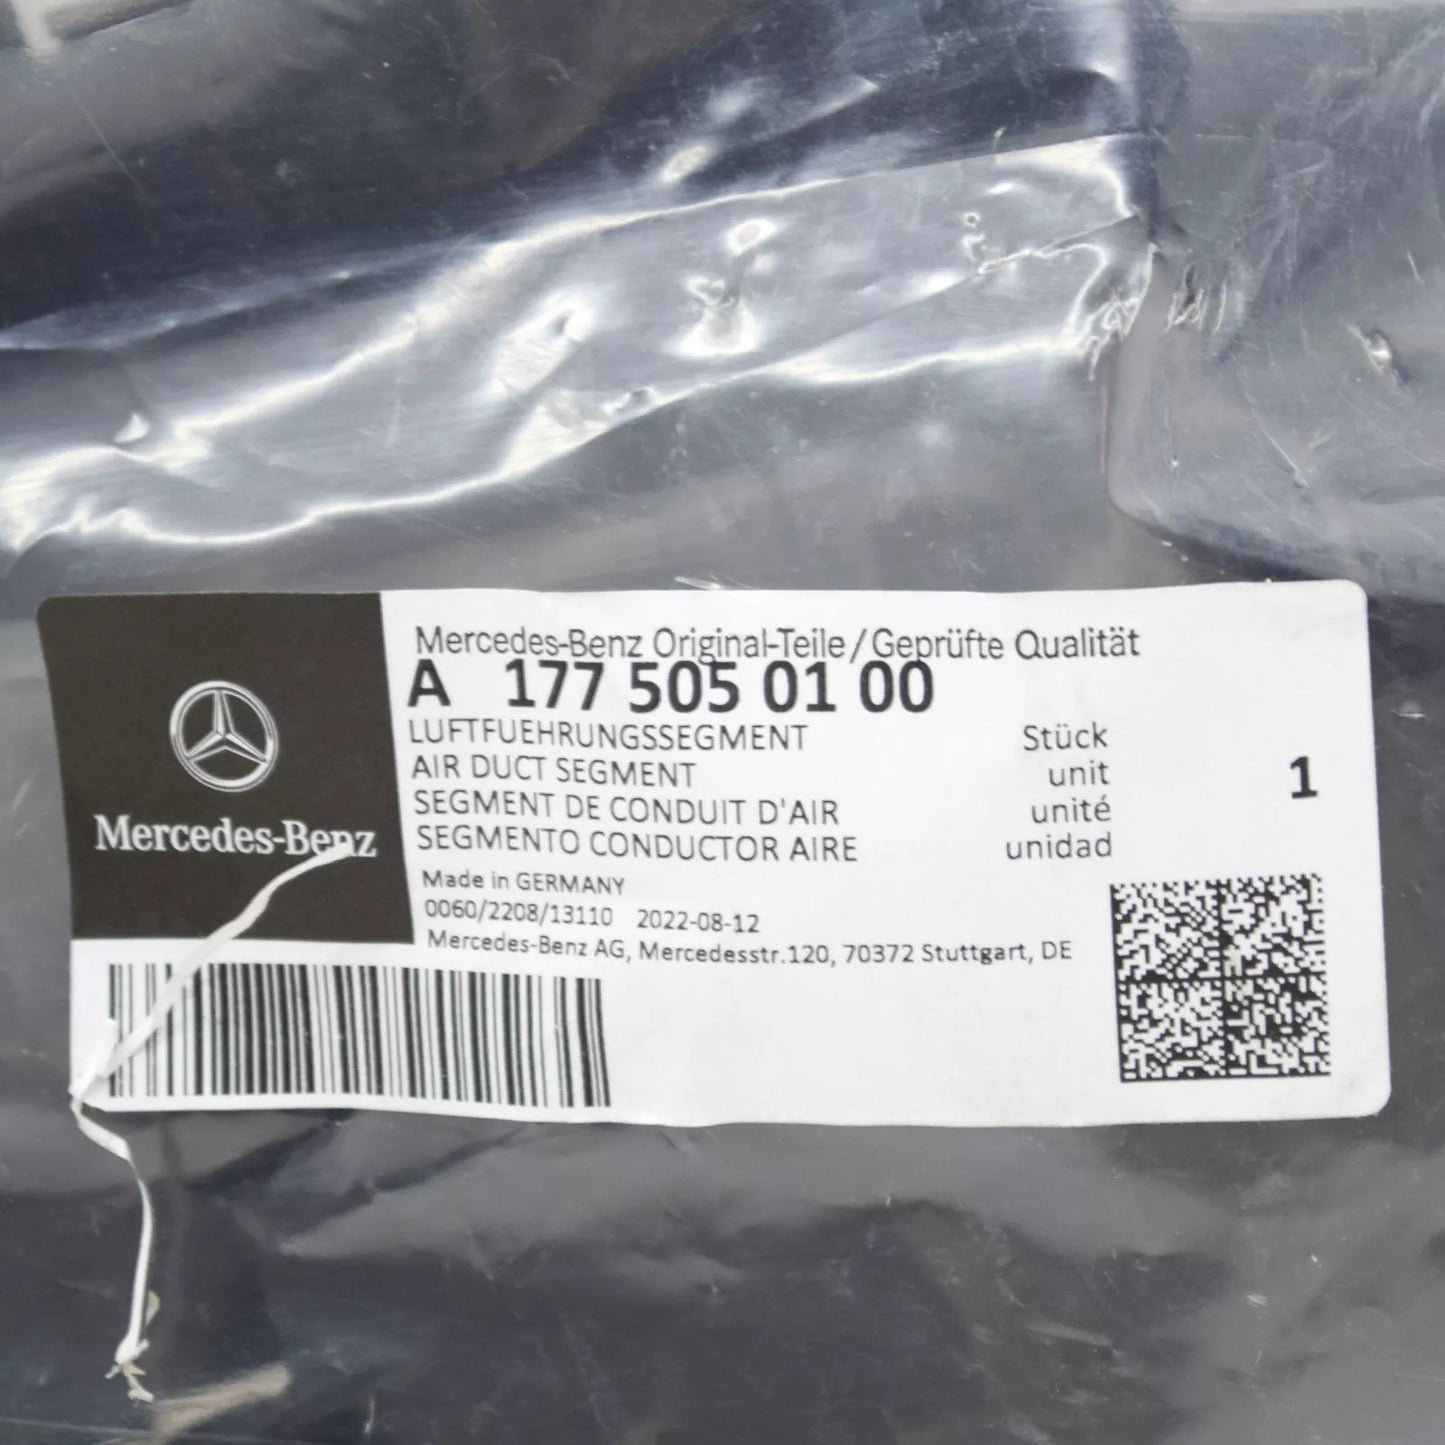 Mercedes-Benz
Mercedes-Benz Original-Teile/Geprüfte Qualität
A 177 505 01 00
LUFTFUEHRUNGSSEGMENT Stück
AIR DUCT SEGMENT unit 1
SEGMENT DE CONDUIT D'AIR unité
SEGMENTO CONDUCTOR AIRE unidad
Made in GERMANY
0060/2208/13110 2022-08-12
Mercedes-Benz AG, Mercedesstr.120, 70372 Stuttgart, DE